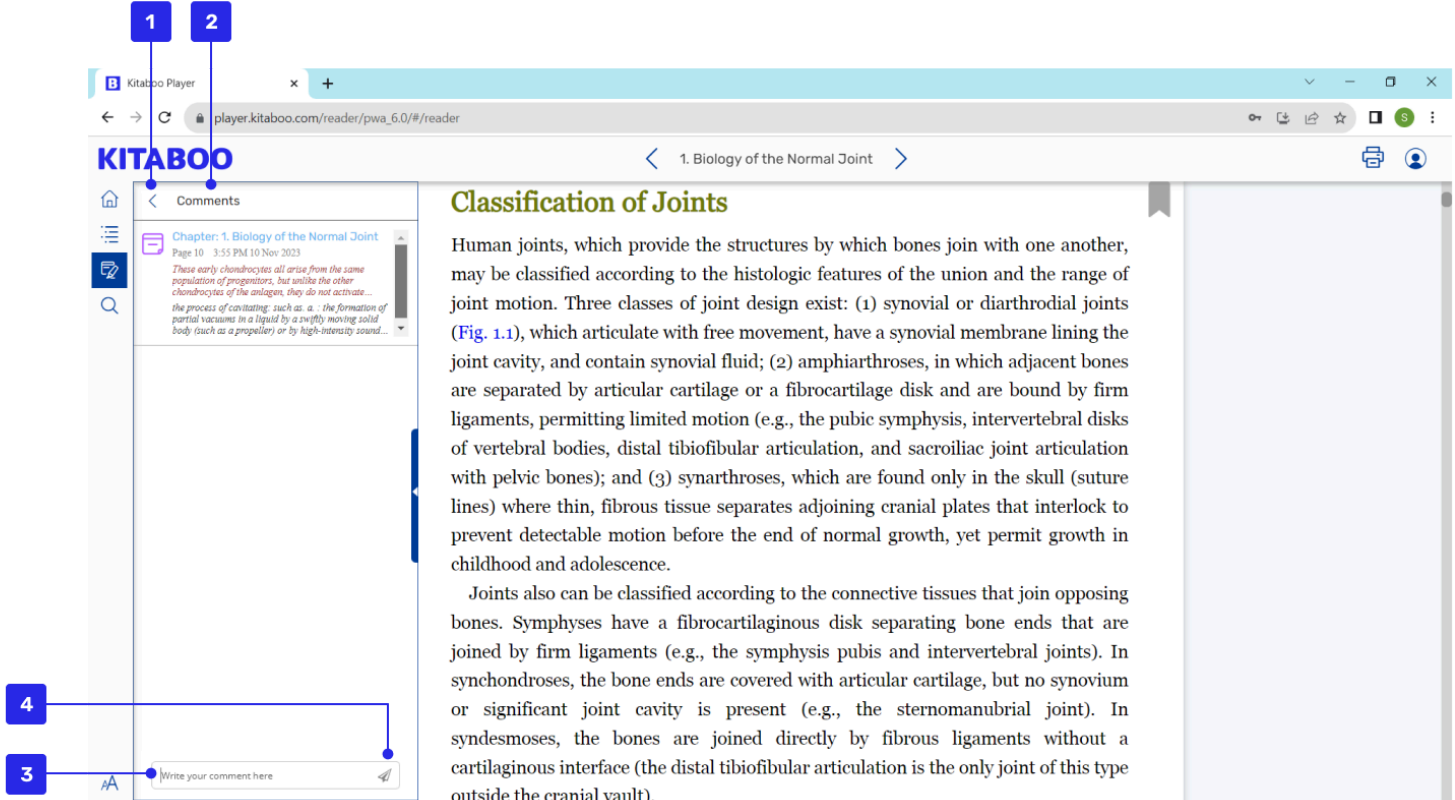 1
2
Kitaboo Player
player.kitaboo.com/reader/pwa_6.0/#/reader
S
KITABOO
1. Biology of the Normal Joint
Comments
Chapter: 1. Biology of the Normal Joint
Page 10 3:55 PM 10 Nov 2023
These early chondrocytes all arise from the same
population of progenitors, but unlike the other
chondrocytes of the anlagen, they do not activate...
the process of cavitating: such as. a. : the formation of
partial vacuums in a liquid by a swiftly moving solid
body (such as a propeller) or by high-intensity sound...
4
3
Write your comment here
AA
Classification of Joints
Human joints, which provide the structures by which bones join with one another,
may be classified according to the histologic features of the union and the range of
joint motion. Three classes of joint design exist: (1) synovial or diarthrodial joints
(Fig. 1.1), which articulate with free movement, have a synovial membrane lining the
joint cavity, and contain synovial fluid; (2) amphiarthroses, in which adjacent bones
are separated by articular cartilage or a fibrocartilage disk and are bound by firm
ligaments, permitting limited motion (e.g., the pubic symphysis, intervertebral disks
of vertebral bodies, distal tibiofibular articulation, and sacroiliac joint articulation
with pelvic bones); and (3) synarthroses, which are found only in the skull (suture
lines) where thin, fibrous tissue separates adjoining cranial plates that interlock to
prevent detectable motion before the end of normal growth, yet permit growth in
childhood and adolescence.
Joints also can be classified according to the connective tissues that join opposing
bones. Symphyses have a fibrocartilaginous disk separating bone ends that are
joined by firm ligaments (e.g., the symphysis pubis and intervertebral joints). In
synchondroses, the bone ends are covered with articular cartilage, but no synovium
or significant joint cavity is present (e.g., the sternomanubrial joint). In
syndesmoses, the bones are joined directly by fibrous ligaments without a
cartilaginous interface (the distal tibiofibular articulation is the only joint of this type
outside the cranial vault).